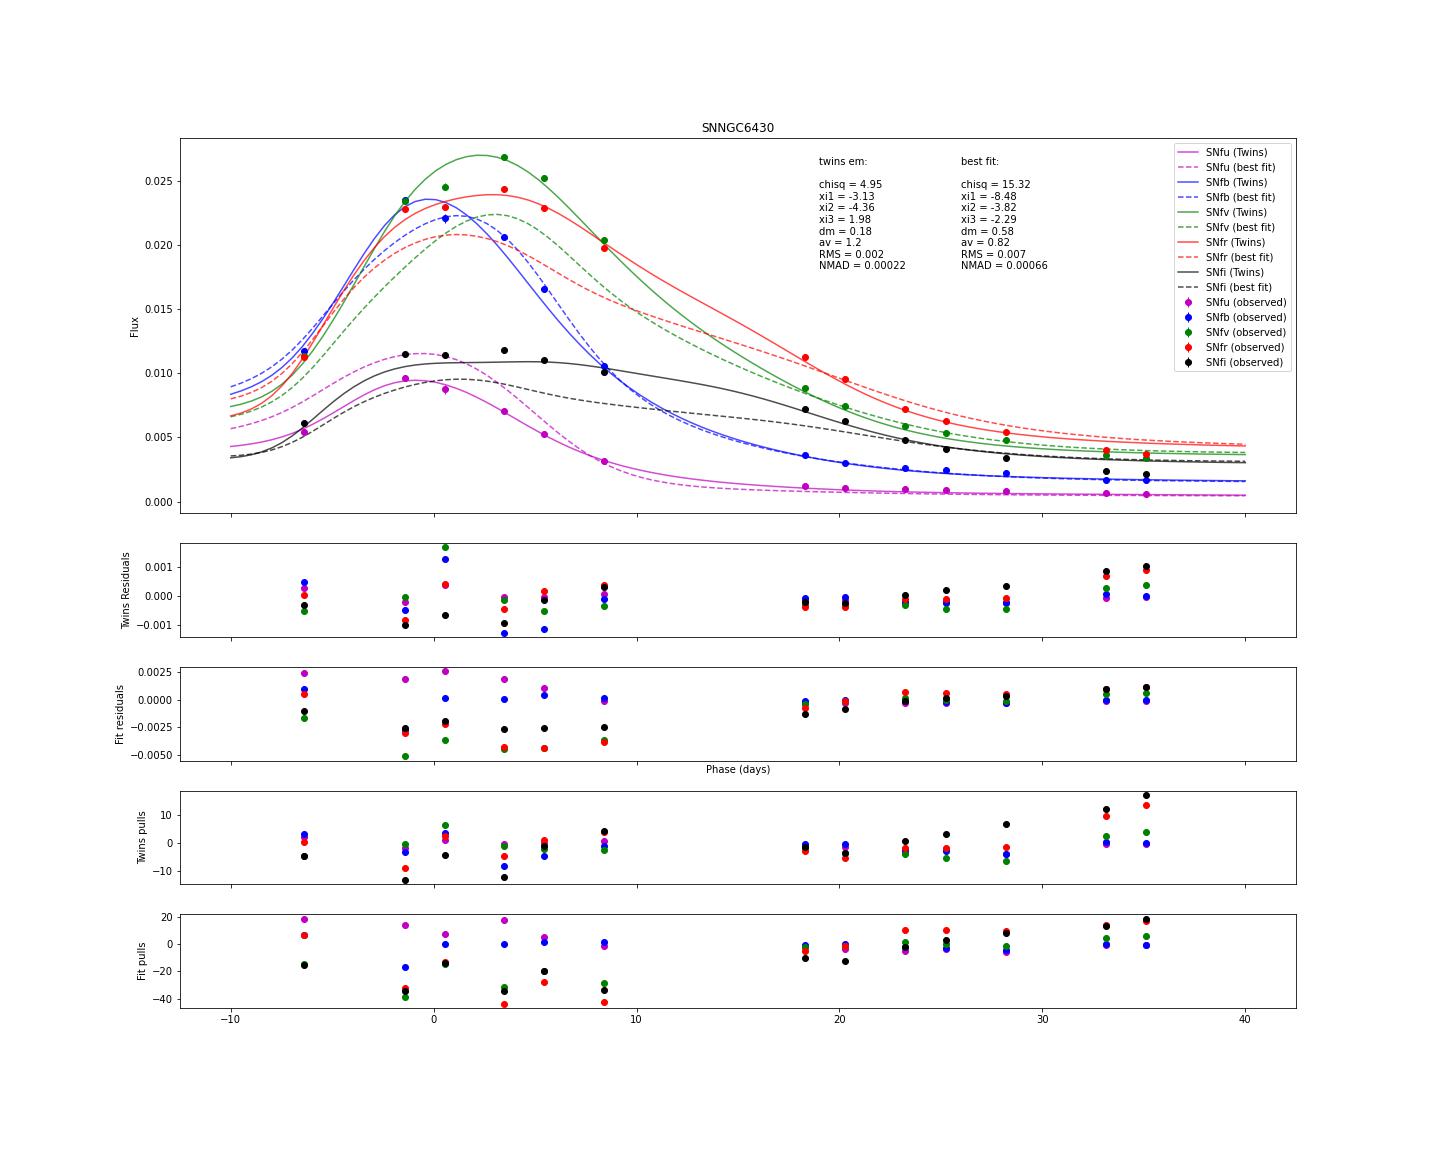 SNNGC6430
Flux
0.025
0.020
0.015
0.010
0.005
0.000
twins em:
chisq = 4.95
xi1 = -3.13
xi2 = -4.36
xi3 = 1.98
dm = 0.18
av = 1.2
RMS = 0.002
NMAD = 0.00022
best fit:
chisq = 15.32
xi1 = -8.48
xi2 = -3.82
xi3 = -2.29
dm = 0.58
av = 0.82
RMS = 0.007
NMAD = 0.00066
SNfu (Twins)
SNfu (best fit)
SNfb (Twins)
SNfb (best fit)
SNfv (Twins)
SNfv (best fit)
SNfr (Twins)
SNfr (best fit)
SNfi (Twins)
SNfi (best fit)
SNfu (observed)
SNfb (observed)
SNfv (observed)
SNfr (observed)
SNfi (observed)
Twins Residuals
0.001
0.000
−0.001
Fit residuals
0.0025
0.0000
−0.0025
−0.0050
Phase (days)
Twins pulls
10
0
−10
Fit pulls
20
0
−20
−40
−10 0 10 20 30 40